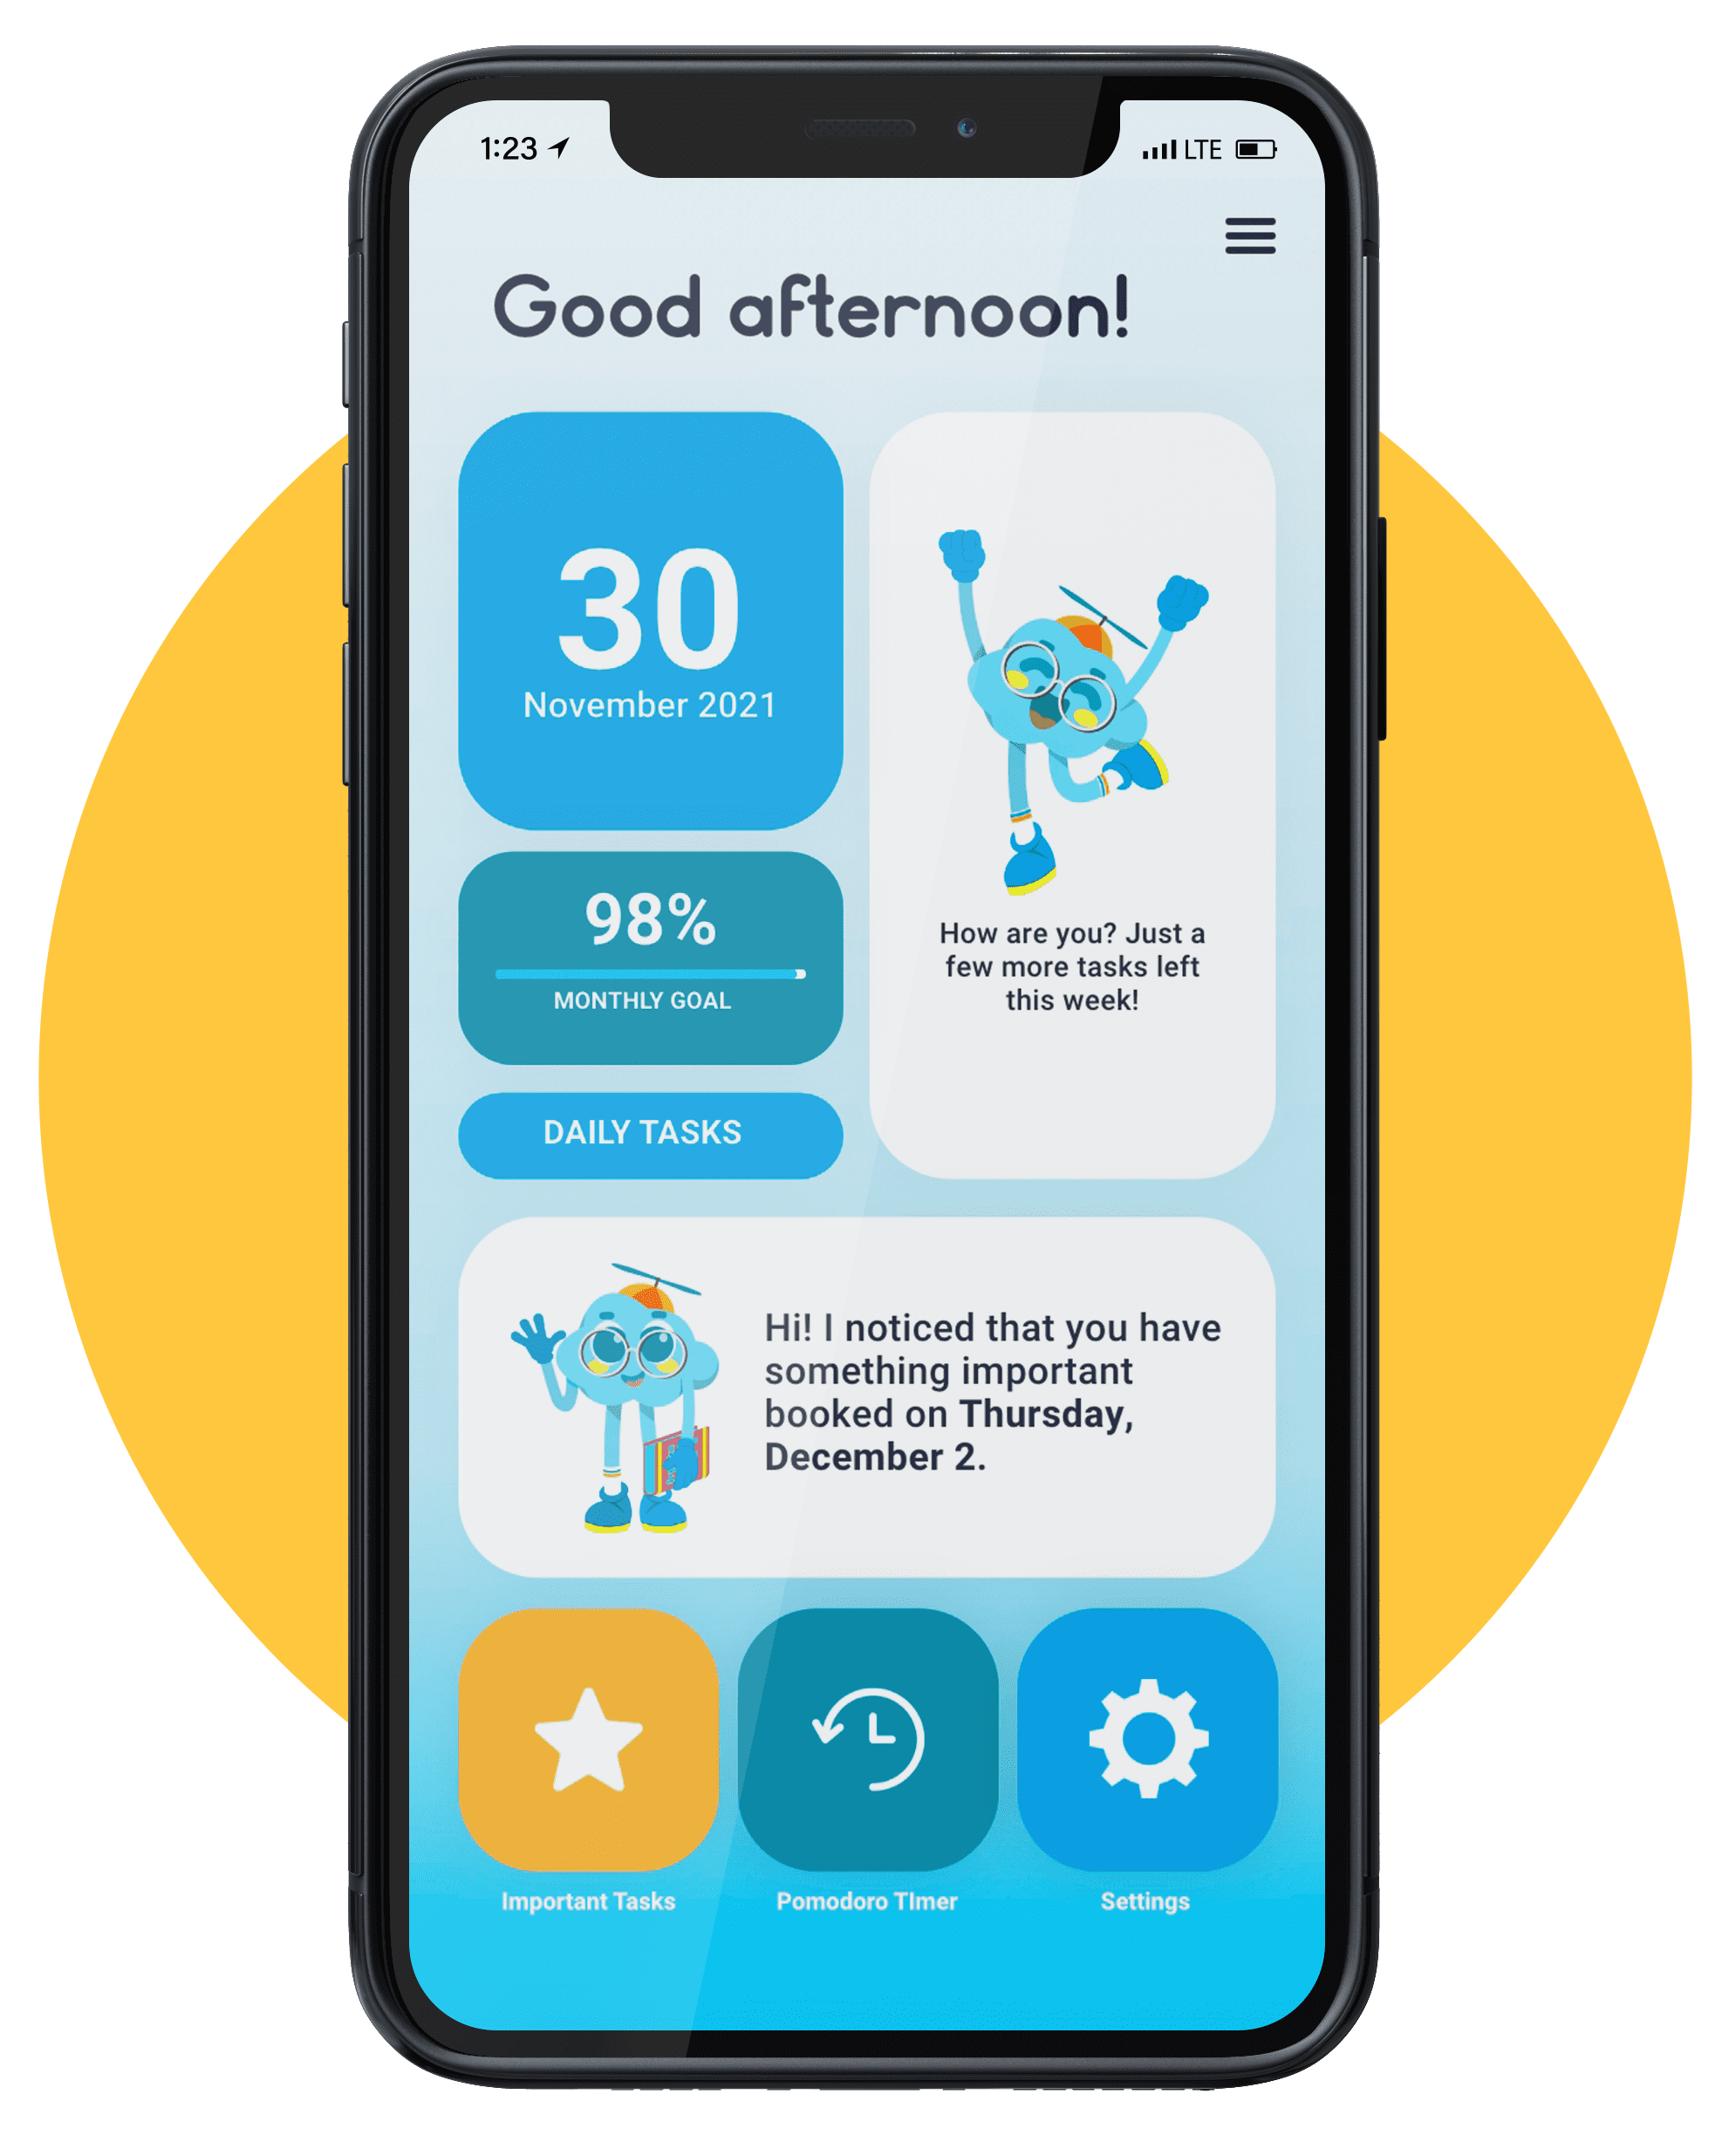 1:23
LTE
Good afternoon!
30
November 2021
98%
MONTHLY GOAL
DAILY TASKS
How are you? Just a
few more tasks left
this week!
Hi! I noticed that you have
something important
booked on Thursday,
December 2.
Important Tasks
Pomodoro TImer
Settings